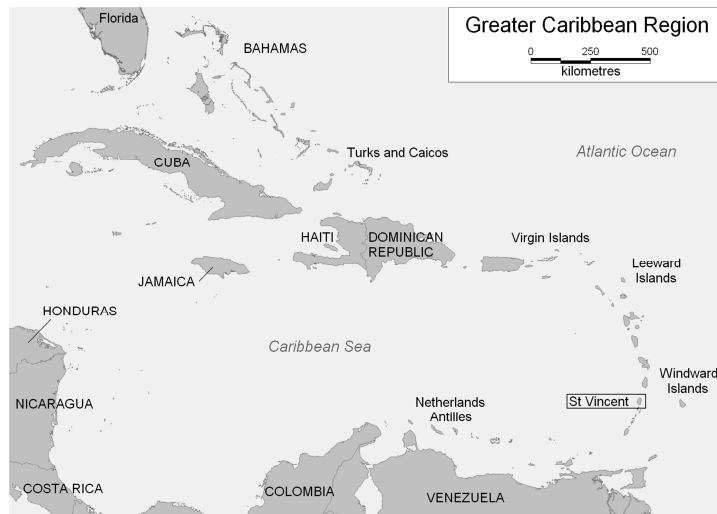 Greater Caribbean Region
0 250 500
kilometres
Florida
BAHAMAS
Atlantic Ocean
Turks and Caicos
CUBA
HAITI
DOMINICAN
REPUBLIC
Virgin Islands
Leeward
Islands
JAMAICA
HONDURAS
Caribbean Sea
Windward
Islands
St Vincent
NICARAGUA
Netherlands
Antilles
COSTA RICA
COLOMBIA
VENEZUELA